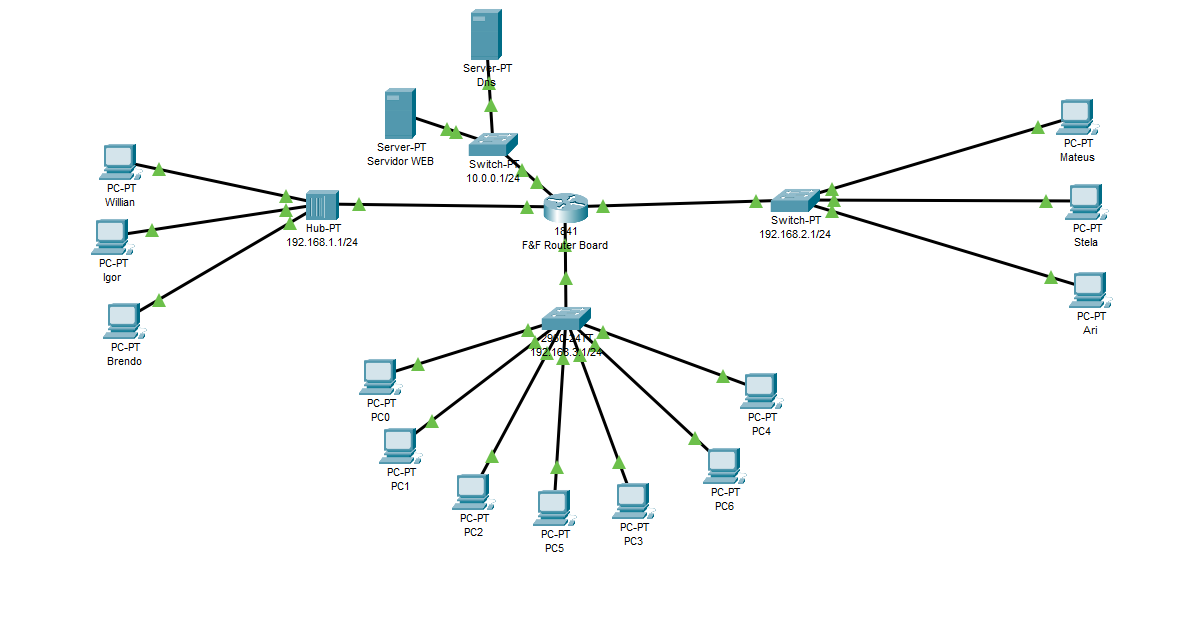 Server-PT
Dns
Server-PT
Servidor WEB
Switch-PT
10.0.0.1/24
PC-PT
Willian
PC-PT
Igor
PC-PT
Brendo
Hub-PT
192.168.1.1/24
1841
F&F Router Board
Switch-PT
192.168.2.1/24
PC-PT
Mateus
PC-PT
Stela
PC-PT
Ari
2960-24TT
192.168.3.1/24
PC-PT
PC0
PC-PT
PC1
PC-PT
PC2
PC-PT
PC5
PC-PT
PC3
PC-PT
PC6
PC-PT
PC4